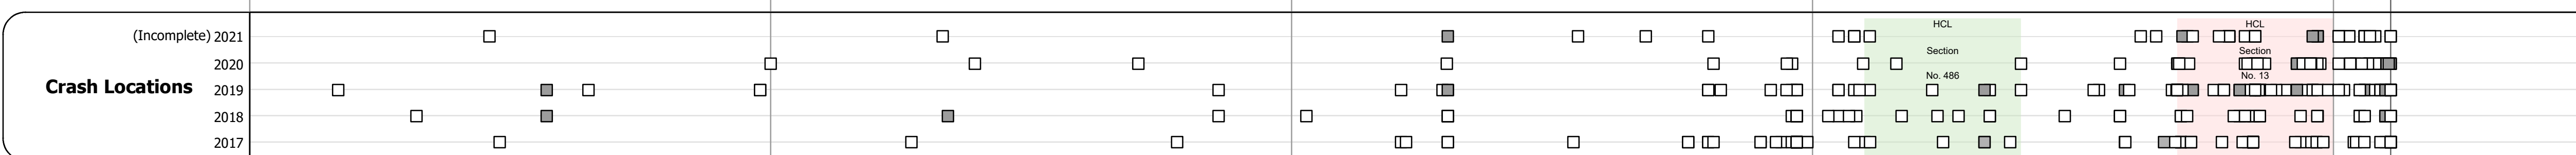 (Incomplete) 2021
2020
Crash Locations
2019
2018
2017
HCL
Section
No. 486
HCL
Section
No. 13